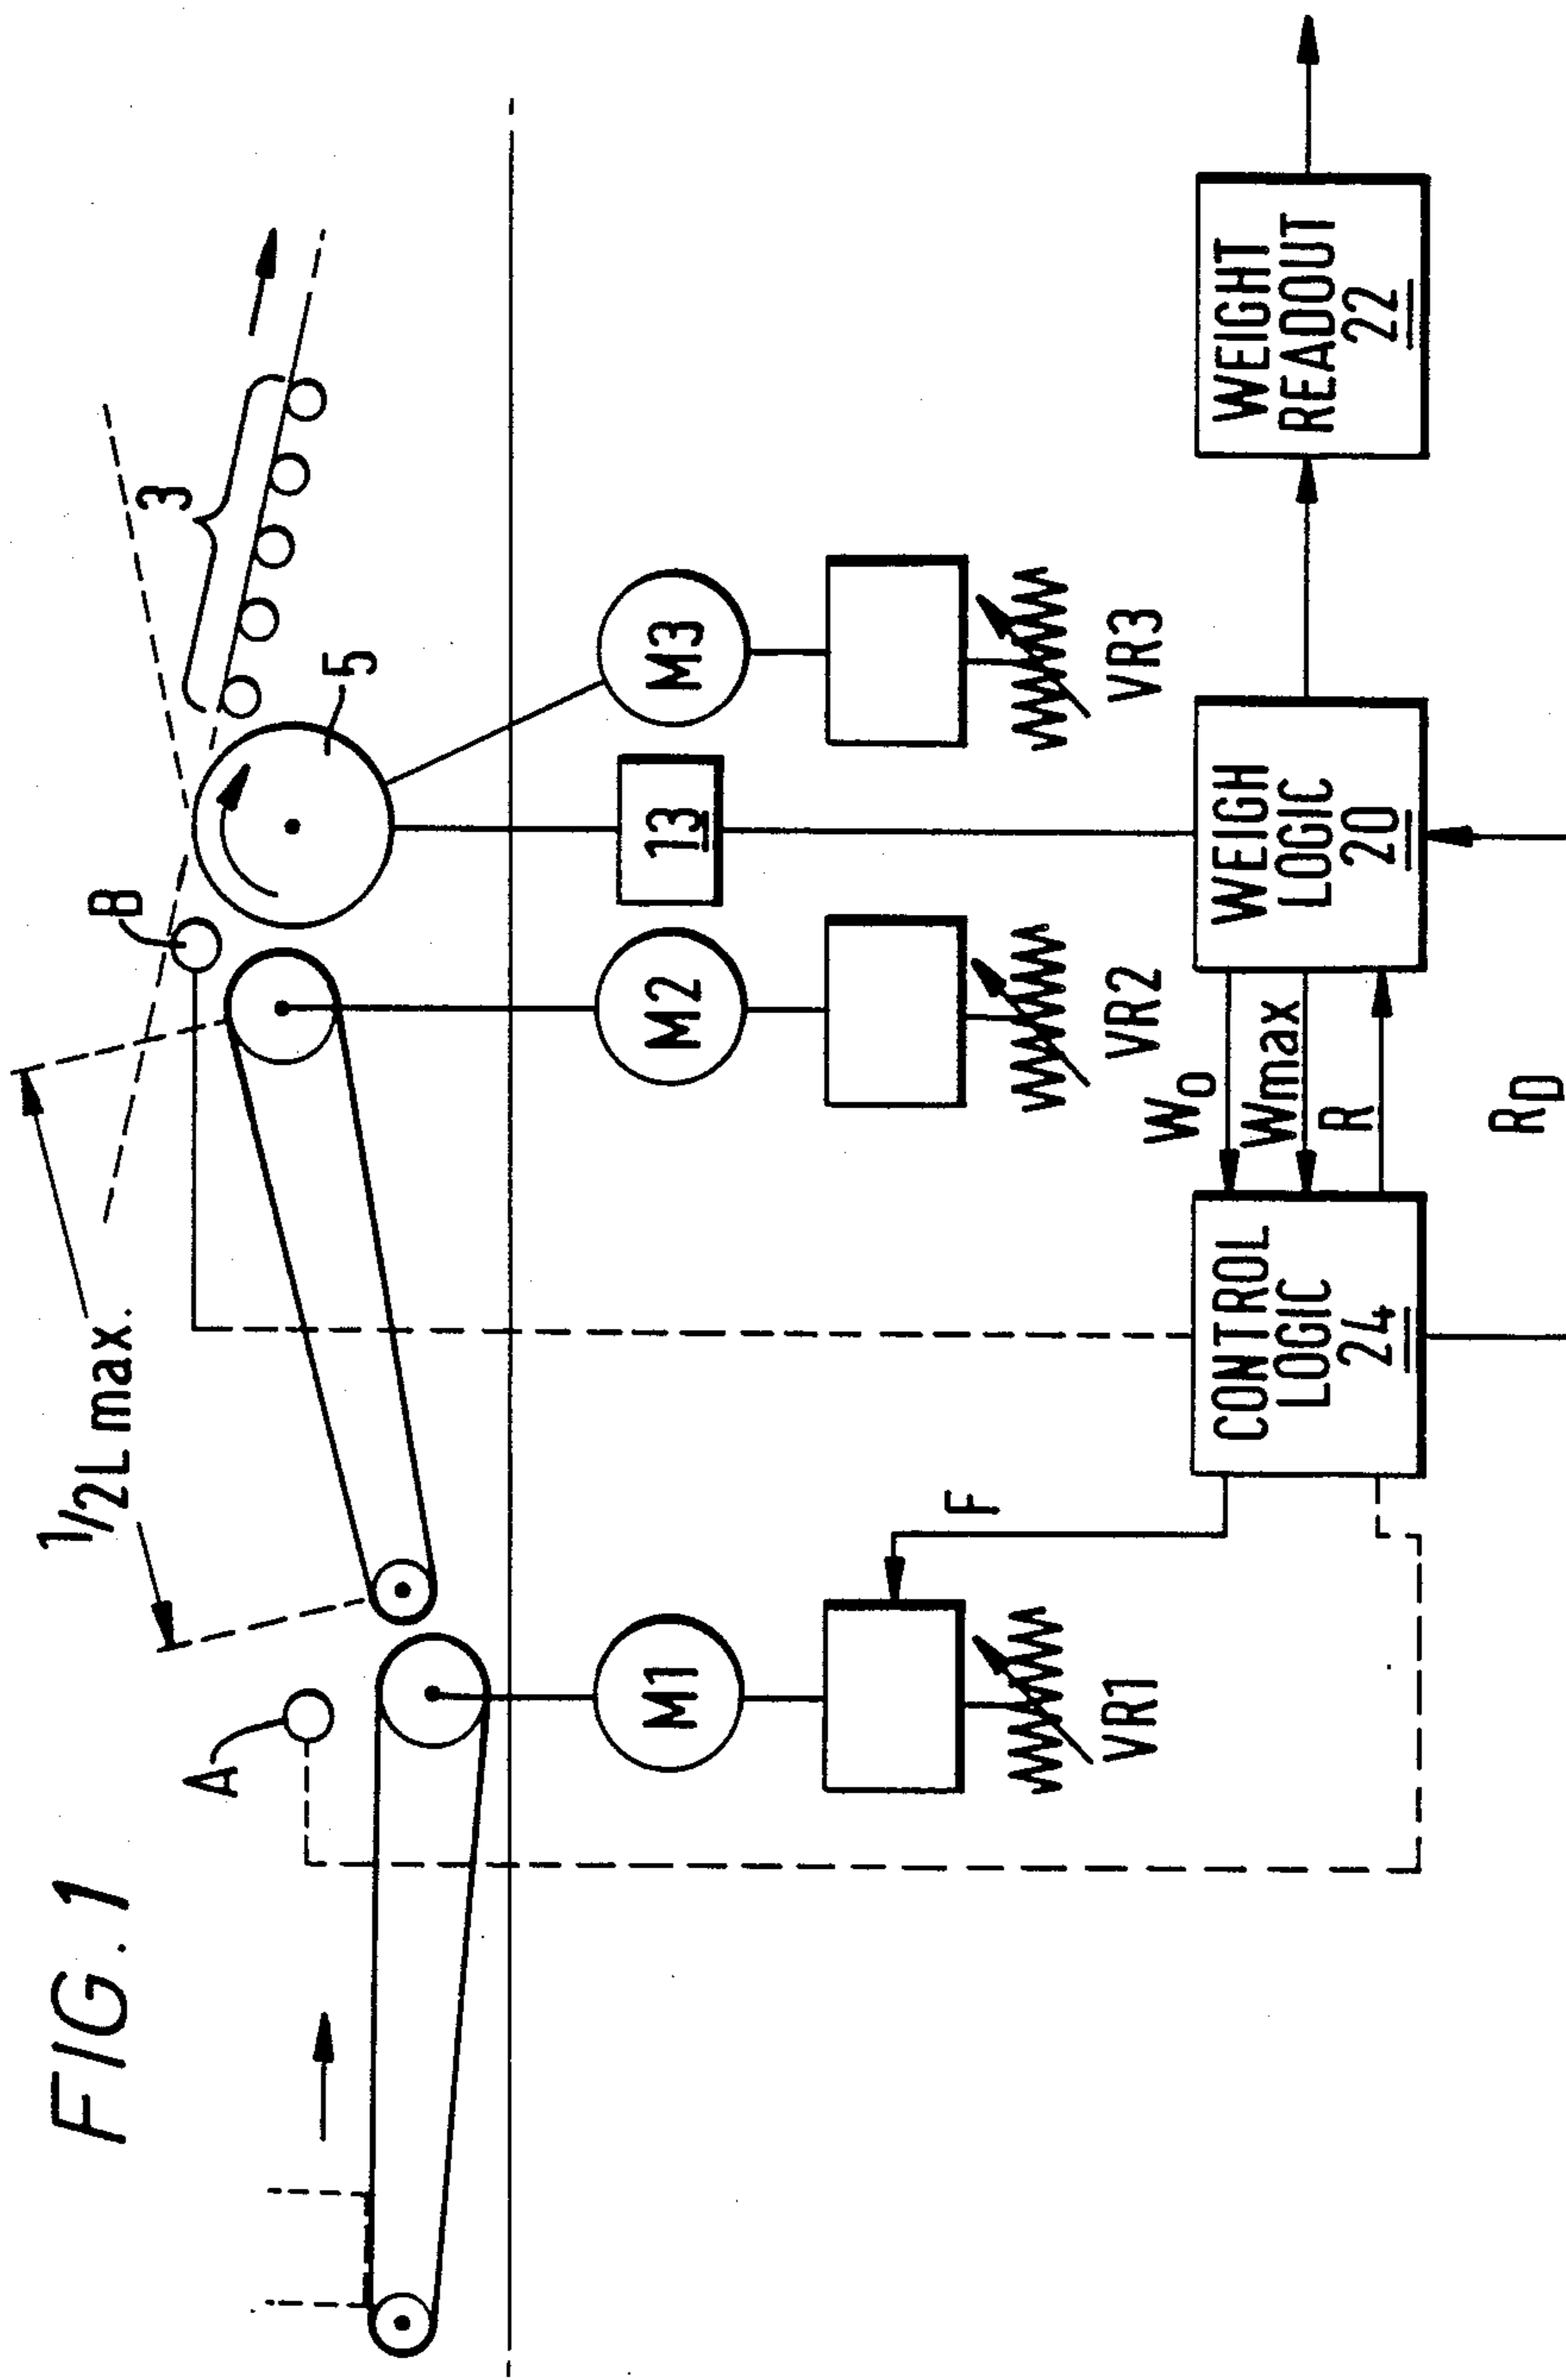 FIG. 1
1/2 L max.
A
B
3
5
M1
M2
13
M3
VR1
VR2
VR3
F
W0
Wmax
R
RD
CONTROL
LOGIC
24
WEIGH
LOGIC
20
WEIGHT
READOUT
22